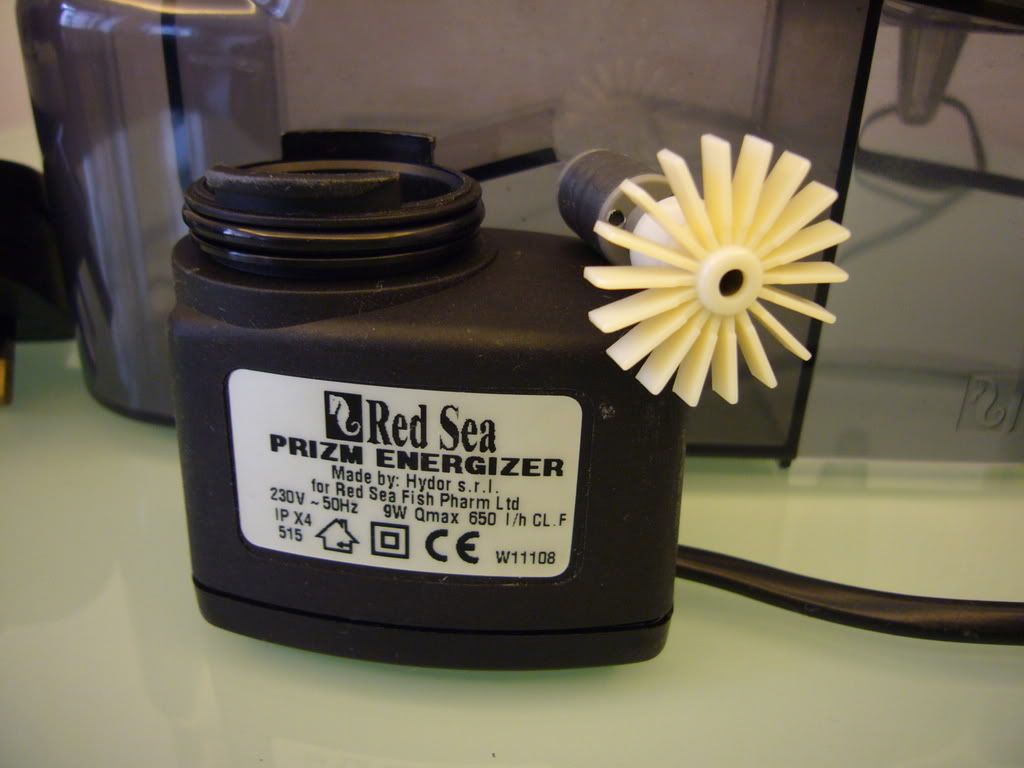 Red Sea
PRIZM ENERGIZER
Made by: Hydor s.r.l.
for Red Sea Fish Pharm Ltd
230V ~ 50Hz 9W Qmax 650 l/h CL.F
IP X4
515 CE W11108